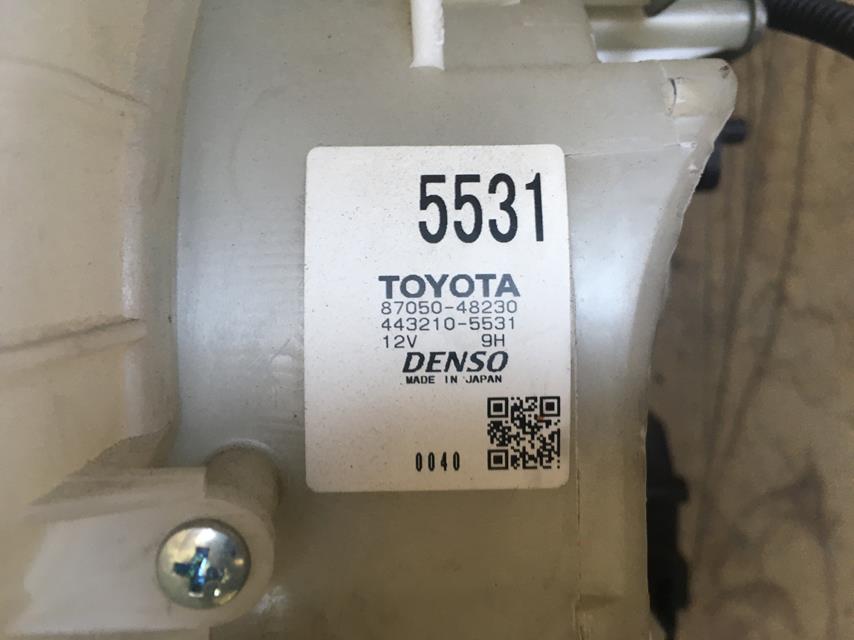 5531
TOYOTA
87050-48230
443210-5531
12V 9H
DENSO
MADE IN JAPAN
0040